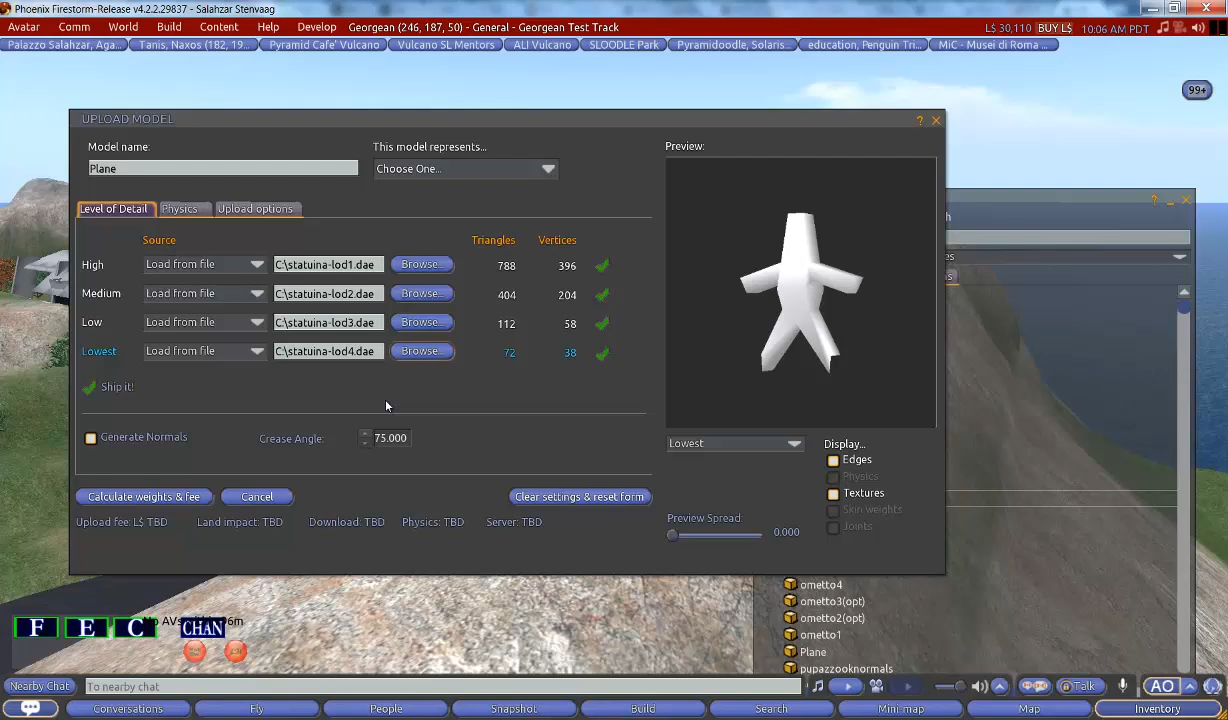 Phoenix Firestorm-Release v4.2.2.29837 - Salahzar Stenvaag
Avatar Comm World Build Content Help Develop Georgean (246, 187, 50) - General - Georgean Test Track L$ 30,110 BUY L$ 10:06 AM PDT
Palazzo Salahzar, Aga... Tanis, Naxos (182, 19... Pyramid Cafe' Vulcano Vulcano SL Mentors ALI Vulcano SLOODLE Park Pyramidoodle, Solaris... education, Penguin Tri... MiC - Musei di Roma ...
99+
UPLOAD MODEL
Model name: This model represents... Preview:
Plane Choose One...
Level of Detail Physics Upload options
Source Triangles Vertices
High Load from file C:\statuina-lod1.dae Browse... 788 396
Medium Load from file C:\statuina-lod2.dae Browse... 404 204
Low Load from file C:\statuina-lod3.dae Browse... 112 58
Lowest Load from file C:\statuina-lod4.dae Browse... 72 38
Ship it!
Generate Normals Crease Angle: 75.000
Lowest Display...
Edges
Physics
Textures
Skin weights
Joints
Calculate weights & fee Cancel Clear settings & reset form
Upload fee: L$ TBD Land impact: TBD Download: TBD Physics: TBD Server: TBD
Preview Spread: 0.000
ometto4
ometto3(opt)
ometto2(opt)
ometto1
Plane
pupazzooknormals
F E C CHAN
Nearby Chat To nearby chat Talk AO
Conversations Fly People Snapshot Build Search Mini-map Map Inventory